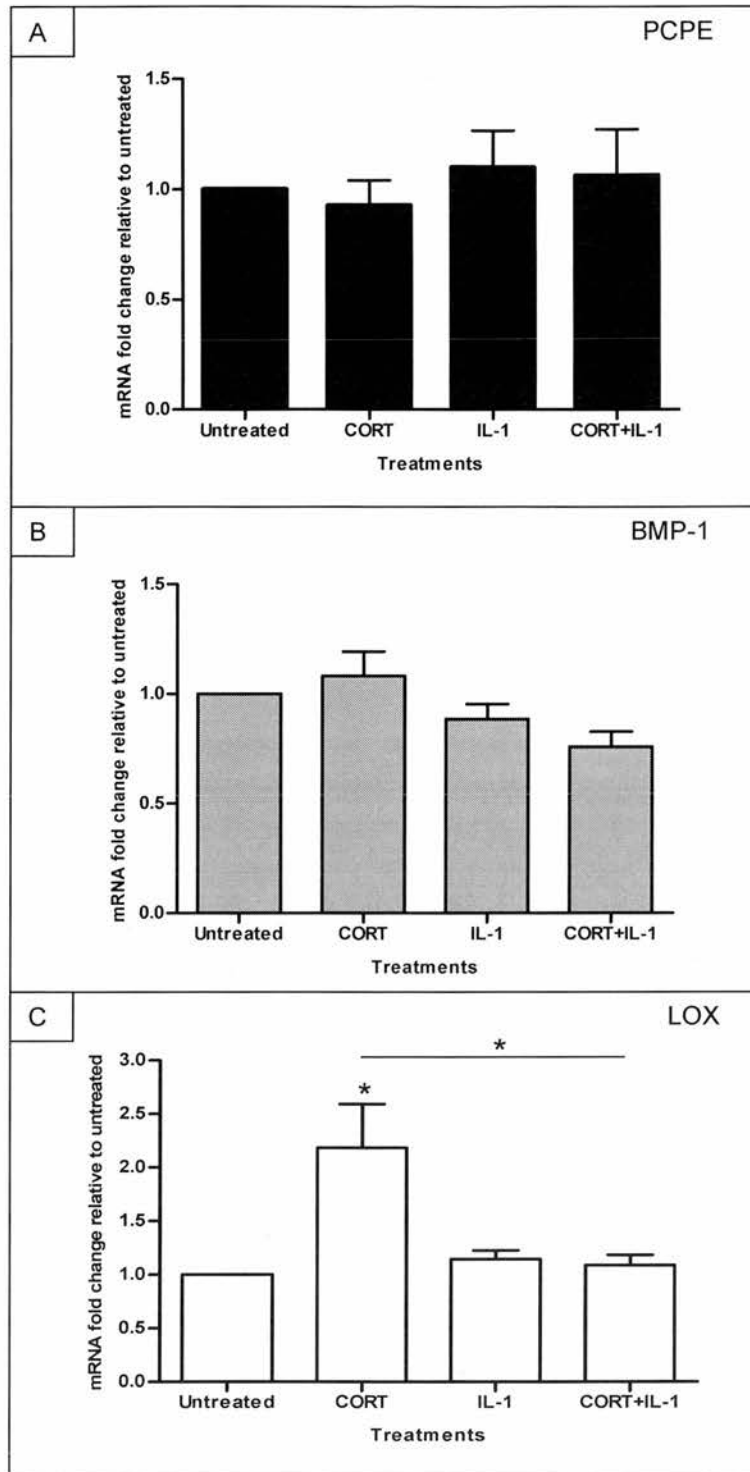 A
PCPE
mRNA fold change relative to untreated
1.5
1.0
0.5
0.0
Untreated CORT IL-1 CORT+IL-1
Treatments
B
BMP-1
mRNA fold change relative to untreated
1.5
1.0
0.5
0.0
Untreated CORT IL-1 CORT+IL-1
Treatments
C
LOX
mRNA fold change relative to untreated
3.0
2.5
2.0
1.5
1.0
0.5
0.0
*
*
Untreated CORT IL-1 CORT+IL-1
Treatments